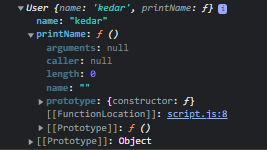 ▼User {name: 'kedar', printName: ƒ} i
name: "kedar"
▼printName: ƒ ()
arguments: null
caller: null
length: 0
name: ""
▶prototype: {constructor: ƒ}
[[FunctionLocation]]: script.js:8
▶[[Prototype]]: ƒ ()
▶[[Prototype]]: Object